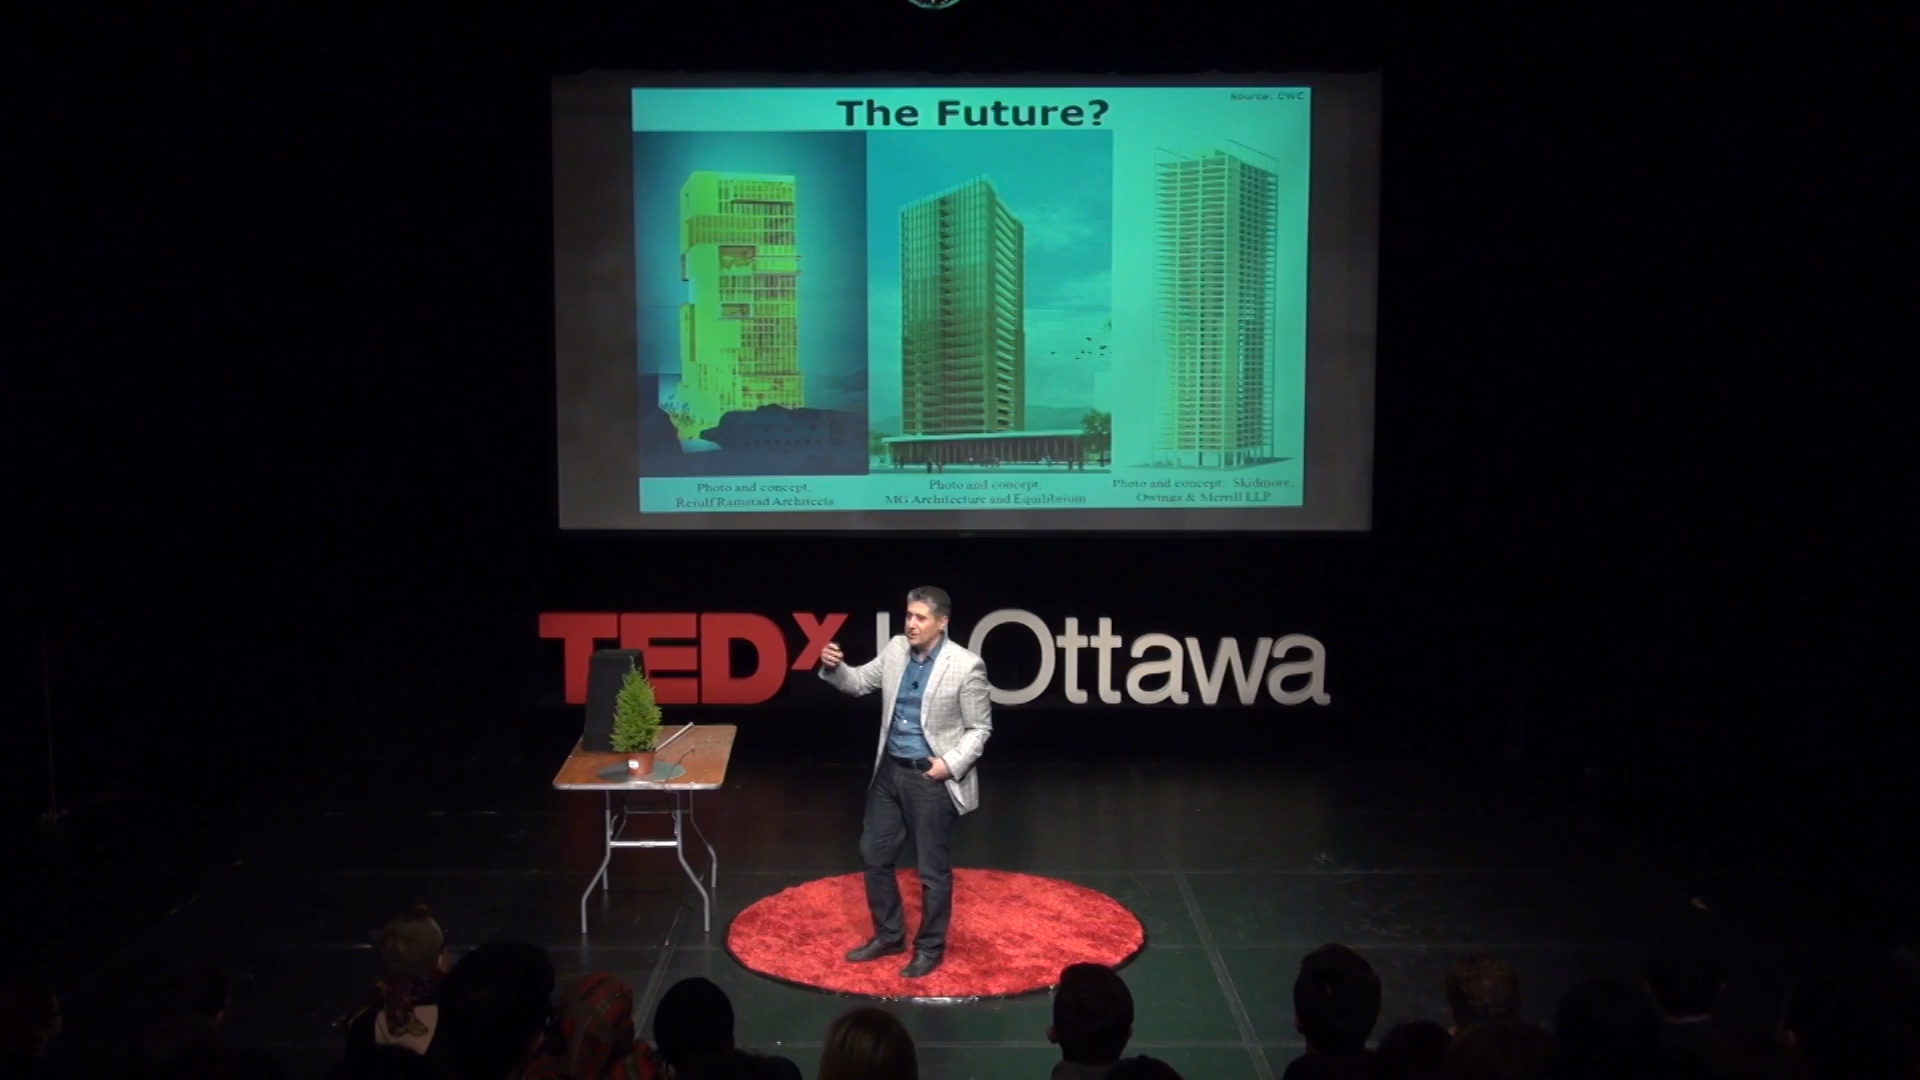 The Future?
Source: CWC
Photo and concept:
Reiulf Ramstad Architects
Photo and concept:
MG Architecture and Equilibrium
Photo and concept: Skidmore,
Owings & Merrill LLP
TEDx Ottawa